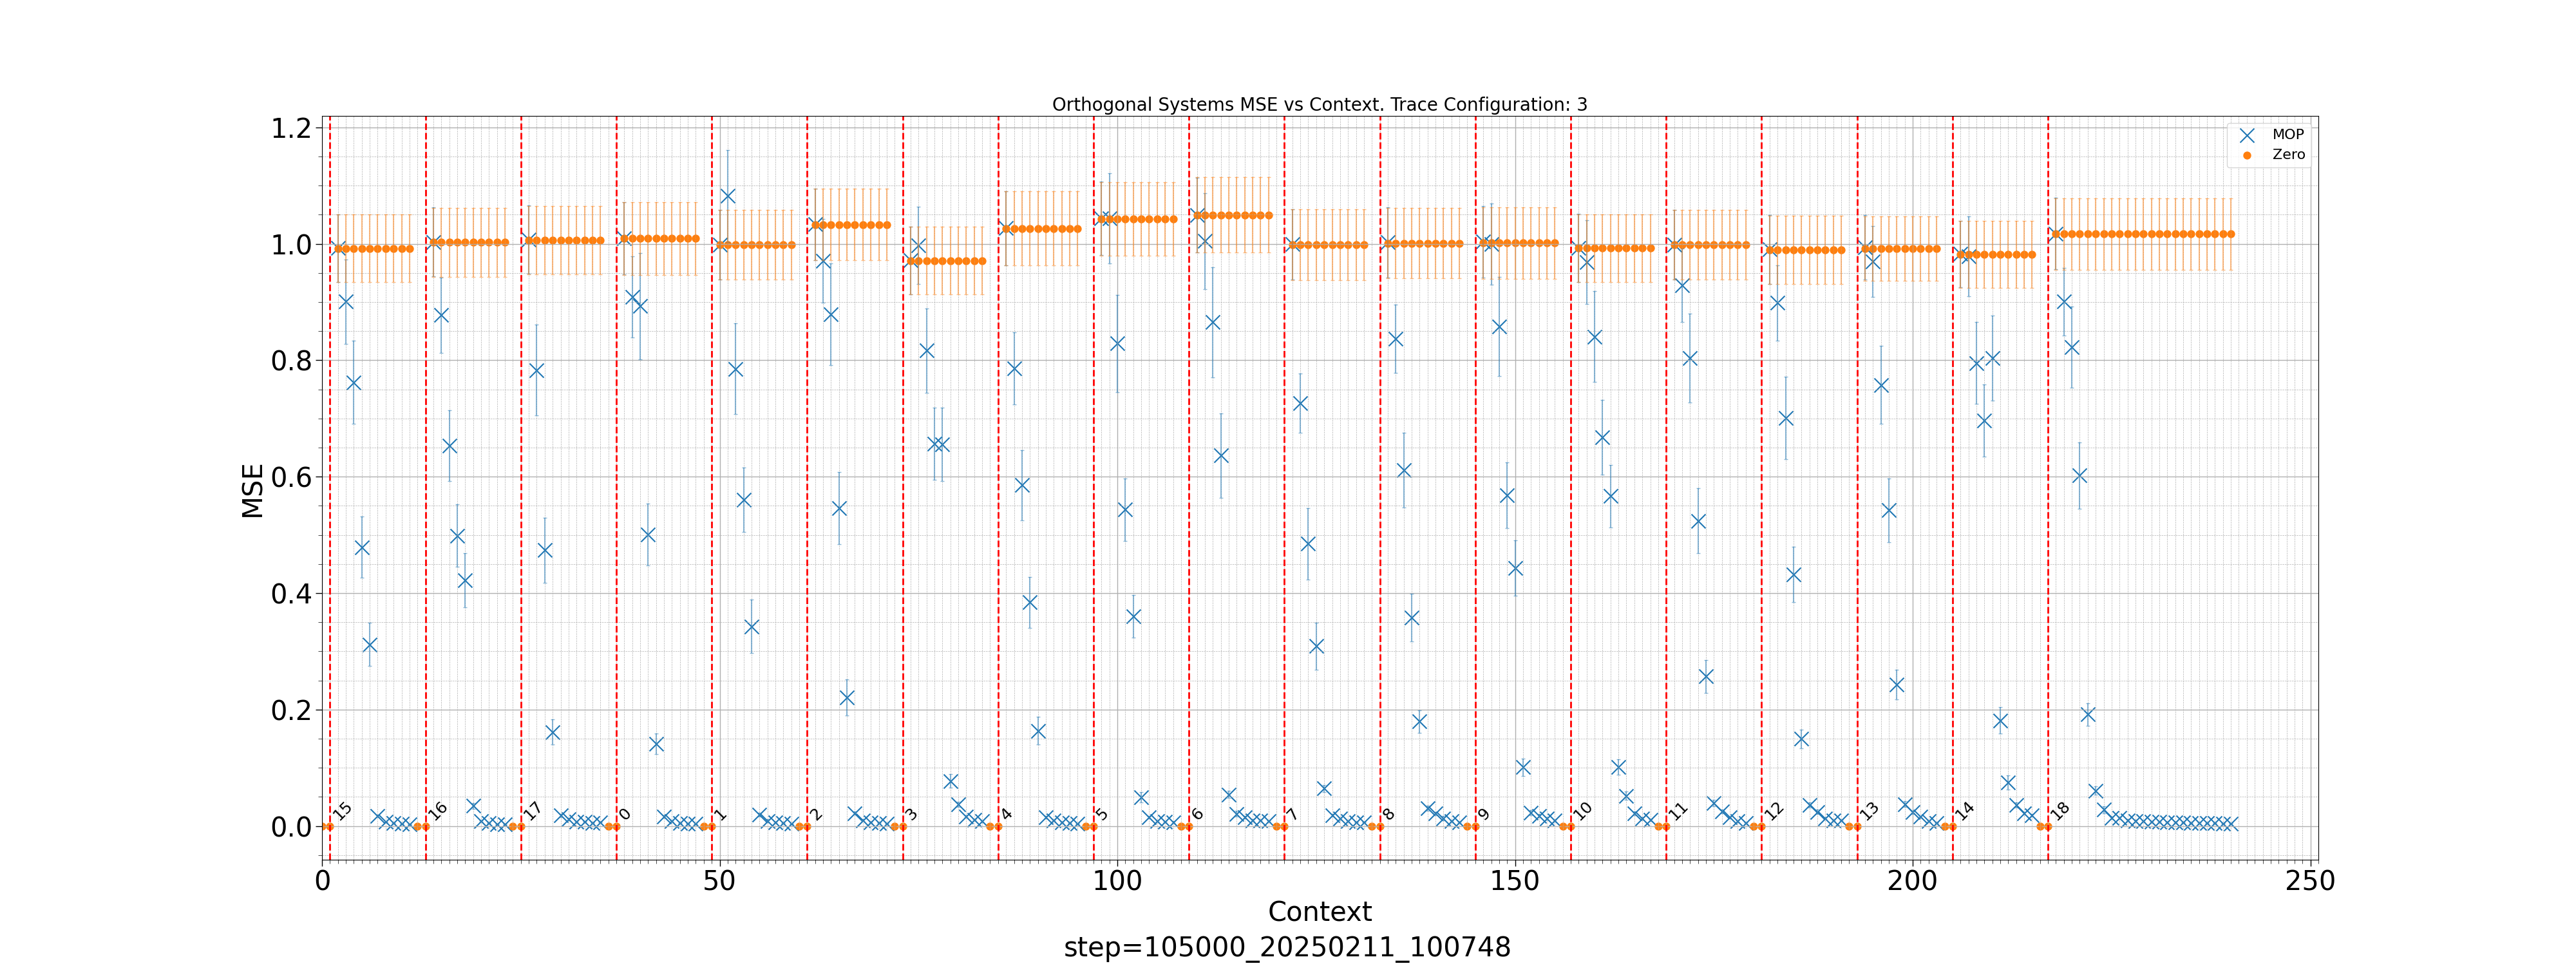 Orthogonal Systems MSE vs Context. Trace Configuration: 3
MOP
Zero
MSE
1.2
1.0
0.8
0.6
0.4
0.2
0.0
15 16 17 0 1 2 3 4 5 6 7 8 9 10 11 12 13 14 18
0 50 100 150 200 250
Context
step=105000_20250211_100748